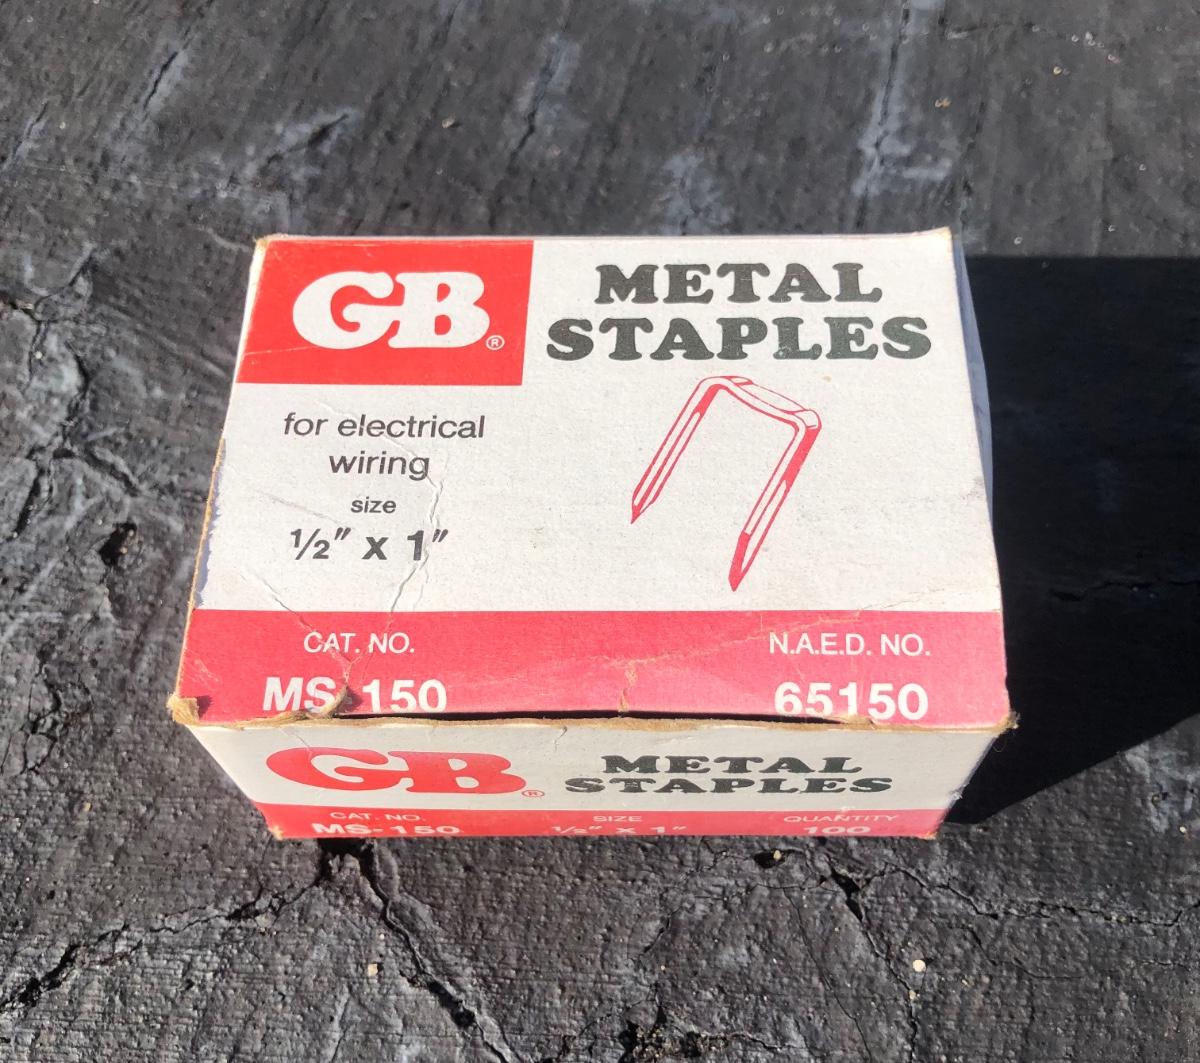 GB®
METAL
STAPLES
for electrical
wiring
size
1/2" x 1"
CAT. NO.
N.A.E.D. NO.
MS-150
65150
GB®
METAL
STAPLES
CAT. NO.
SIZE
QUANTITY
MS-150
1/2" x 1"
100